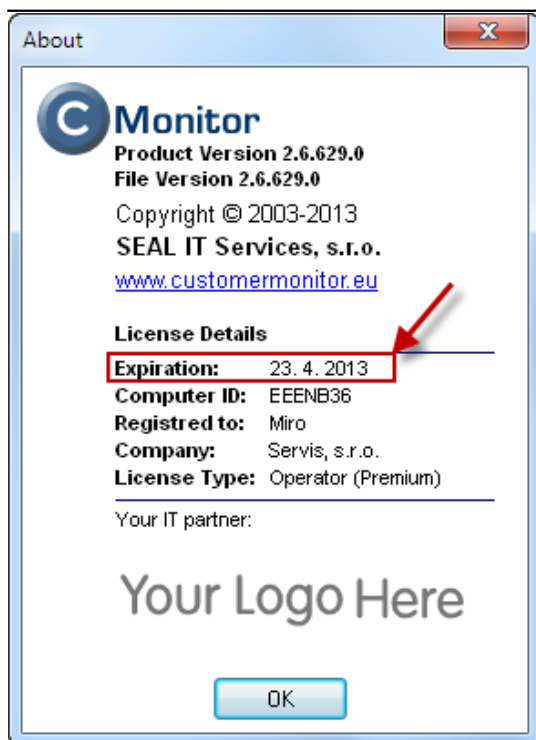 About
C Monitor
Product Version 2.6.629.0
File Version 2.6.629.0
Copyright © 2003-2013
SEAL IT Services, s.r.o.
www.customermonitor.eu
License Details
Expiration: 23. 4. 2013
Computer ID: EEENB36
Registred to: Miro
Company: Servis, s.r.o.
License Type: Operator (Premium)
Your IT partner:
Your Logo Here
OK